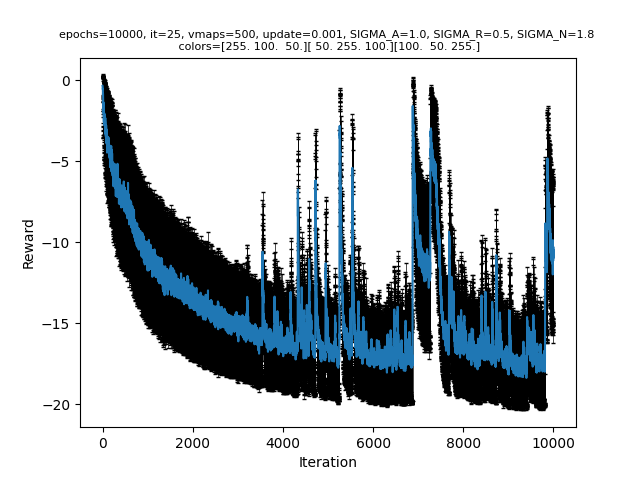 epochs=10000, it=25, vmaps=500, update=0.001, SIGMA_A=1.0, SIGMA_R=0.5, SIGMA_N=1.8
colors=[255. 100.  50.][ 50. 255. 100.][100.  50. 255.]
0
−5
−10
−15
−20
Reward
0
2000
4000
6000
8000
10000
Iteration